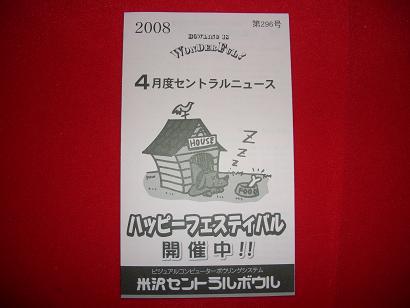 2008
第296号
BOWLING IS
WONDERFUL!
4月度セントラルニュース
HOUSE
Z Z Z Z
FOOD
ハッピーフェスティバル
開催中!!
ビジュアルコンピューターボウリングシステム
米沢セントラルボウル